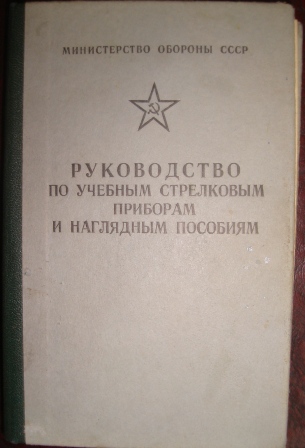 МИНИСТЕРСТВО ОБОРОНЫ СССР
РУКОВОДСТВО
ПО УЧЕБНЫМ СТРЕЛКОВЫМ
ПРИБОРАМ
И НАГЛЯДНЫМ ПОСОБИЯМ